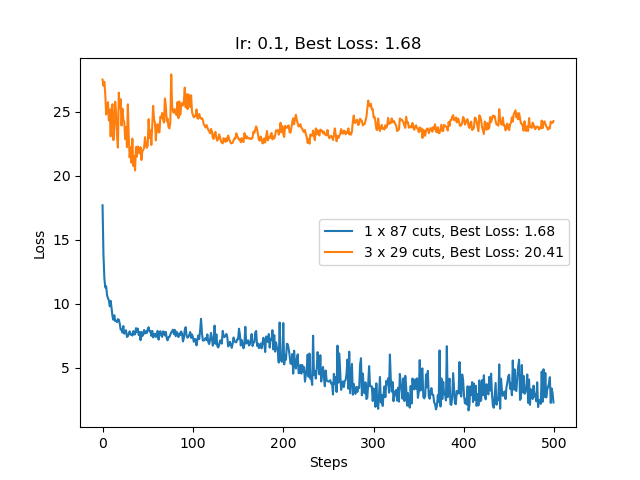 lr: 0.1, Best Loss: 1.68
Loss
25
20
15
10
5
1 x 87 cuts, Best Loss: 1.68
3 x 29 cuts, Best Loss: 20.41
0 100 200 300 400 500
Steps